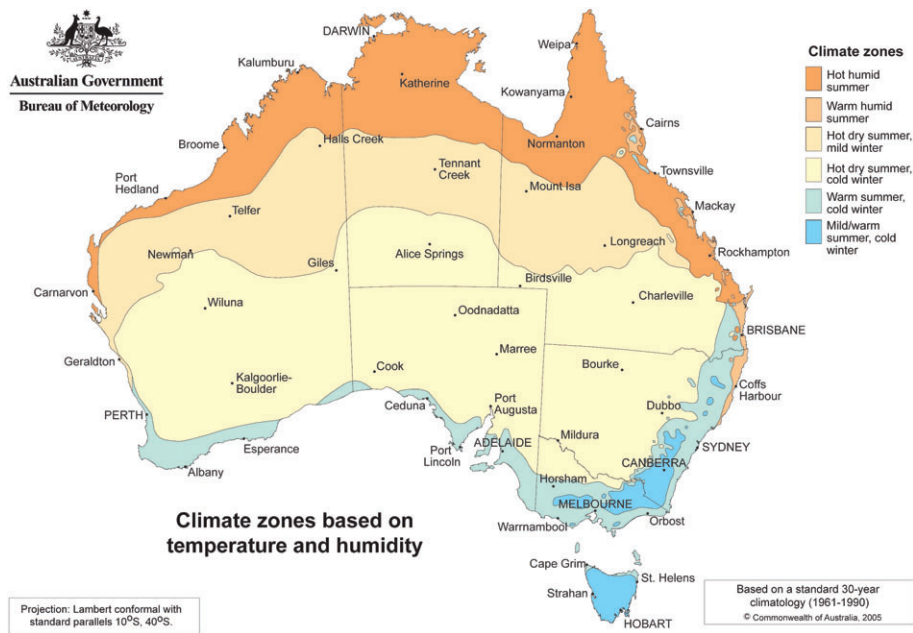 Australian Government
Bureau of Meteorology
DARWIN
Weipa
Kalumburu
Katherine
Kowanyama
Cairns
Broome
Halls Creek
Normanton
Tennant
Creek
Townsville
Port
Hedland
Mount Isa
Mackay
Telfer
Newman
Longreach
Rockhampton
Giles
Alice Springs
Birdsville
Carnarvon
Wiluna
Charleville
Oodnadatta
BRISBANE
Geraldton
Cook
Marree
Bourke
Kalgoorlie-
Boulder
Coffs
Harbour
PERTH
Ceduna
Port
Augusta
Dubbo
Esperance
Port
Lincoln
ADELAIDE
Mildura
SYDNEY
Albany
CANBERRA
Horsham
MELBOURNE
Warrnambool
Orbost
Cape Grim
St. Helens
Strahan
HOBART
Climate zones
Hot humid
summer
Warm humid
summer
Hot dry summer,
mild winter
Hot dry summer,
cold winter
Warm summer,
cold winter
Mild/warm
summer, cold
winter
Climate zones based on
temperature and humidity
Projection: Lambert conformal with
standard parallels 10°S, 40°S.
Based on a standard 30-year
climatology (1961-1990)
© Commonwealth of Australia, 2005